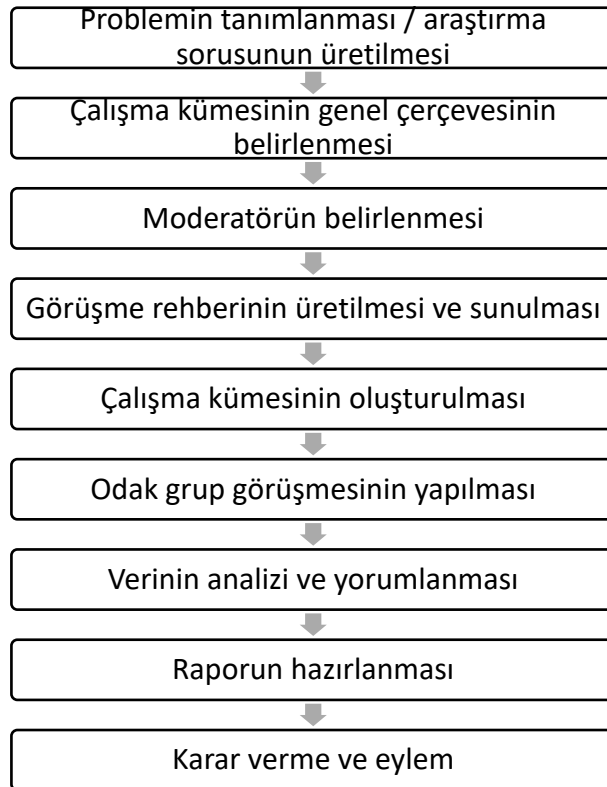 Problemin tanımlanması / araştırma
sorusunun üretilmesi
Çalışma kümesinin genel çerçevesinin
belirlenmesi
Moderatörün belirlenmesi
Görüşme rehberinin üretilmesi ve sunulması
Çalışma kümesinin oluşturulması
Odak grup görüşmesinin yapılması
Verinin analizi ve yorumlanması
Raporun hazırlanması
Karar verme ve eylem